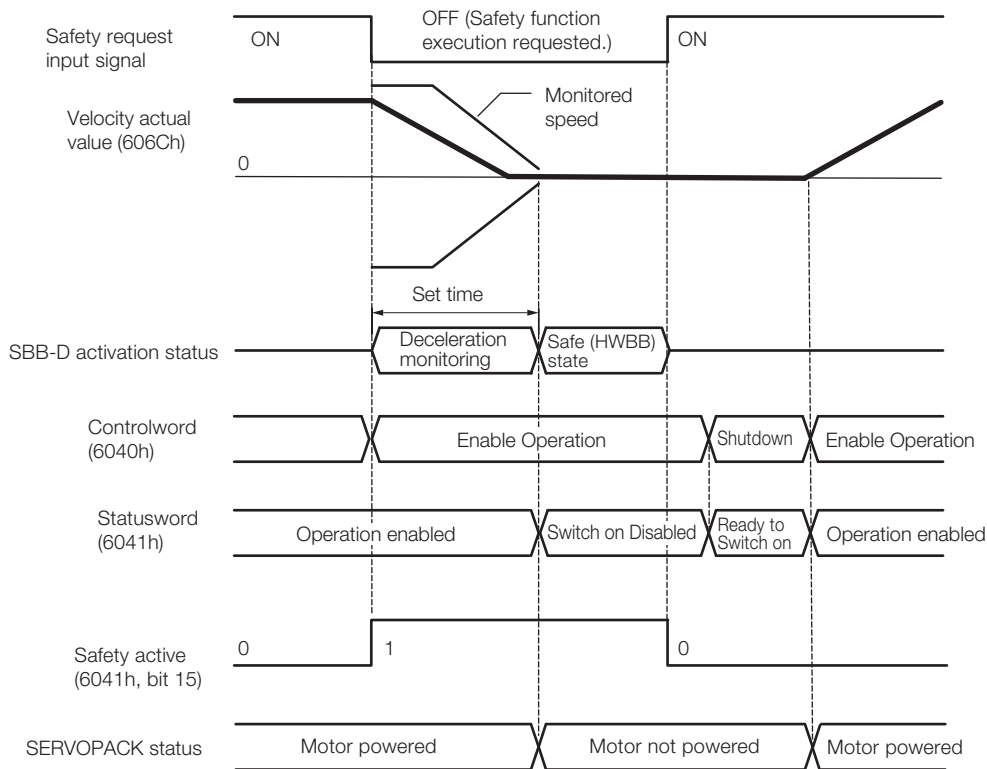 Safety request
input signal
ON
OFF (Safety function
execution requested.)
ON
Velocity actual
value (606Ch)
Monitored
speed
0
Set time
SBB-D activation status
Deceleration
monitoring
Safe (HWBB)
state
Controlword
(6040h)
Enable Operation
Shutdown
Enable Operation
Statusword
(6041h)
Operation enabled
Switch on Disabled
Ready to
Switch on
Operation enabled
Safety active
(6041h, bit 15)
0
1
0
SERVOPACK status
Motor powered
Motor not powered
Motor powered